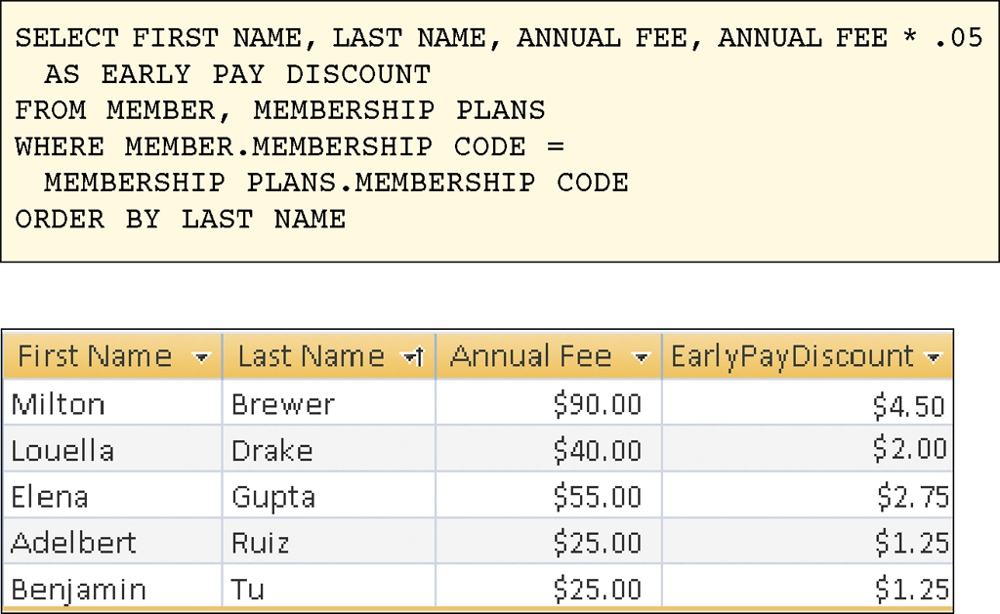 SELECT FIRST NAME, LAST NAME, ANNUAL FEE, ANNUAL FEE * .05
AS EARLY PAY DISCOUNT
FROM MEMBER, MEMBERSHIP PLANS
WHERE MEMBER.MEMBERSHIP CODE =
MEMBERSHIP PLANS.MEMBERSHIP CODE
ORDER BY LAST NAME
First Name Last Name Annual Fee EarlyPayDiscount
Milton Brewer $90.00 $4.50
Louella Drake $40.00 $2.00
Elena Gupta $55.00 $2.75
Adelbert Ruiz $25.00 $1.25
Benjamin Tu $25.00 $1.25